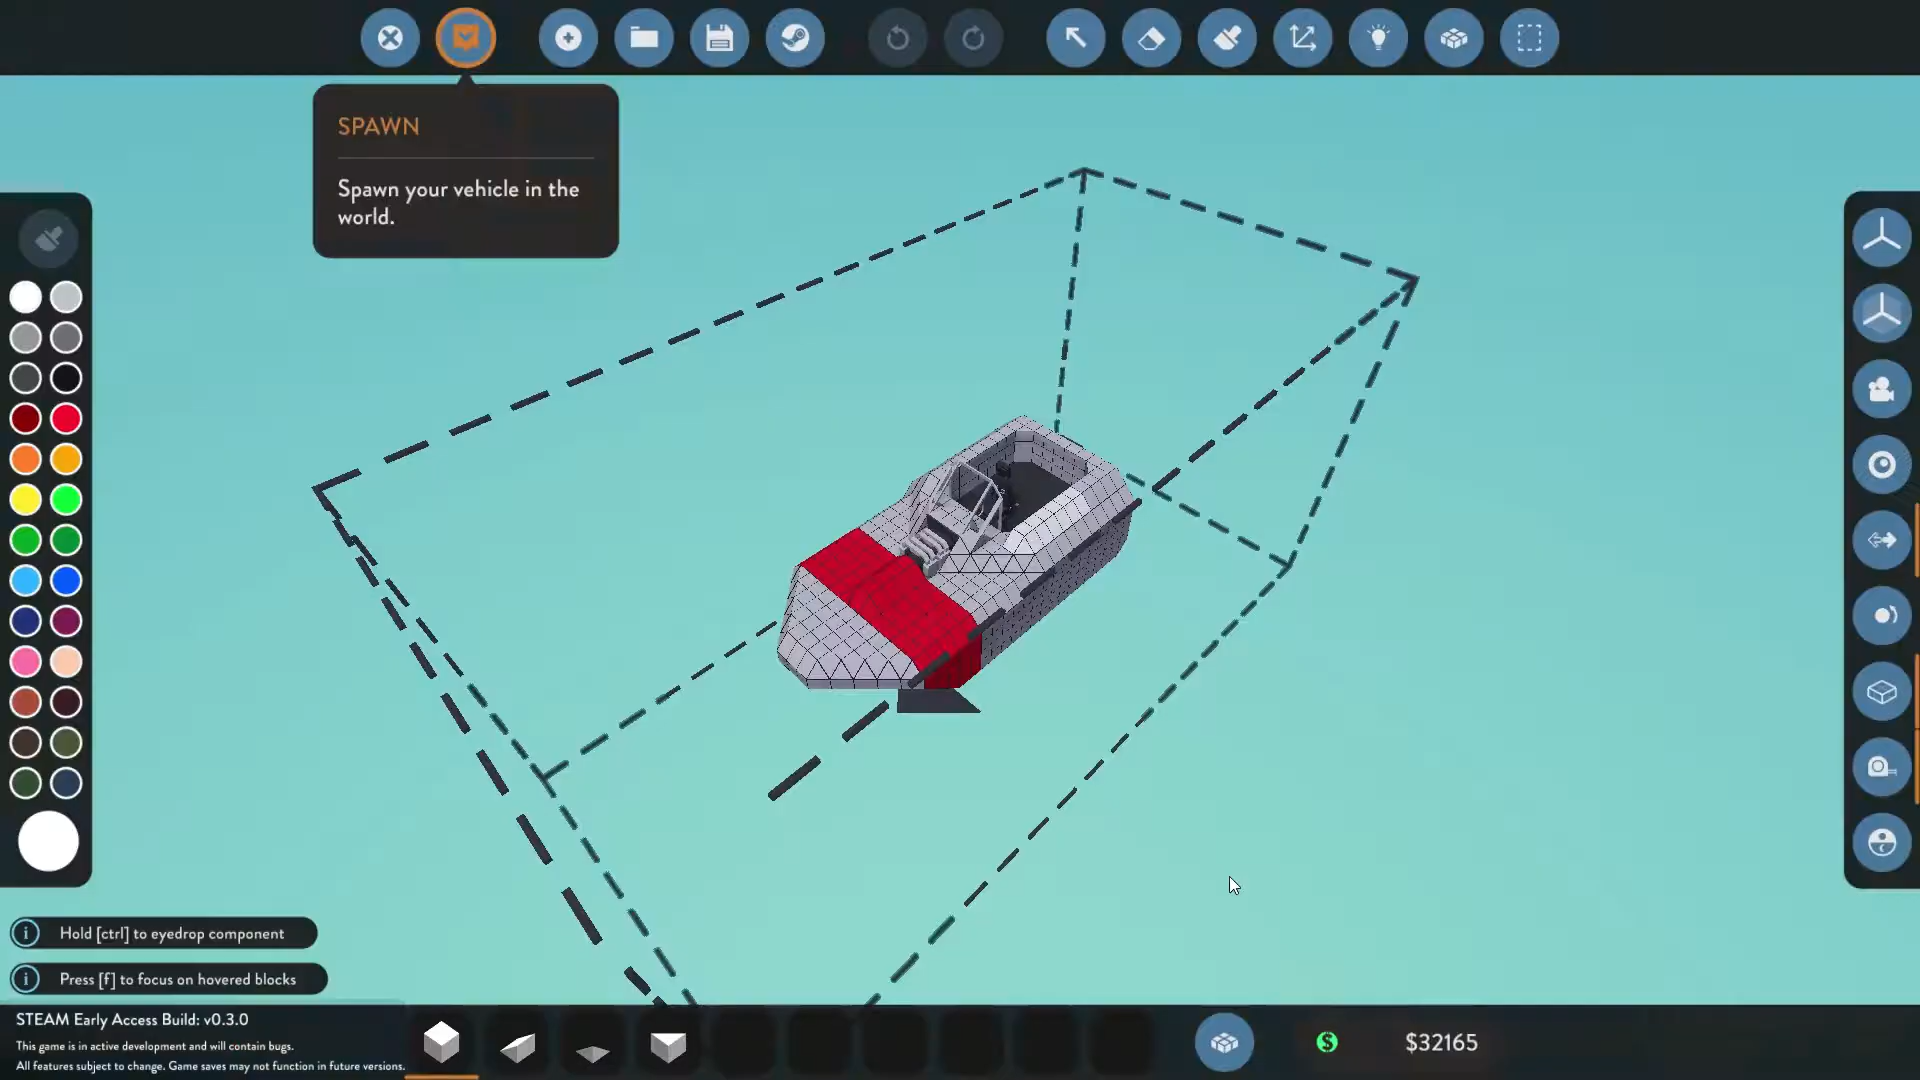 SPAWN
Spawn your vehicle in the
world.
Hold [ctrl] to eyedrop component
Press [f] to focus on hovered blocks
STEAM Early Access Build: v0.3.0
This game is in active development and will contain bugs.
All features subject to change. Game saves may not function in future versions.
$32165